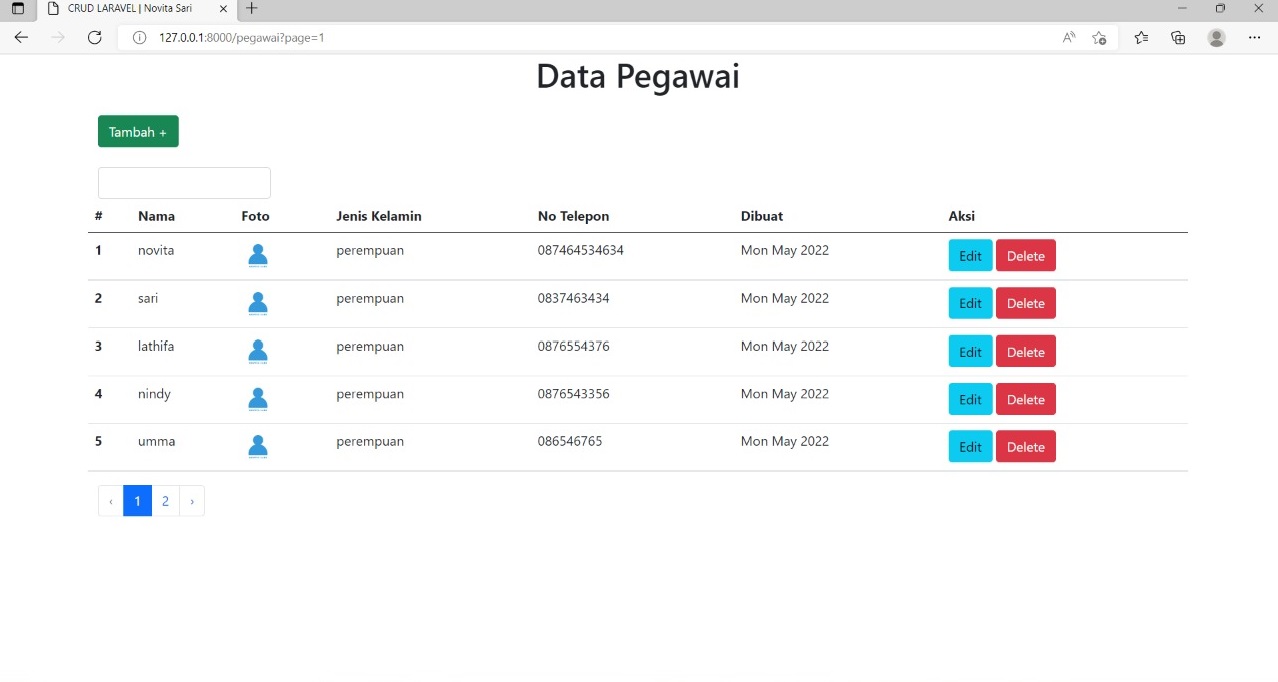 CRUD LARAVEL | Novita Sari
127.0.0.1:8000/pegawai?page=1
Data Pegawai
Tambah +
# Nama Foto Jenis Kelamin No Telepon Dibuat Aksi
1 novita perempuan 087464534634 Mon May 2022 Edit Delete
2 sari perempuan 0837463434 Mon May 2022 Edit Delete
3 lathifa perempuan 0876554376 Mon May 2022 Edit Delete
4 nindy perempuan 0876543356 Mon May 2022 Edit Delete
5 umma perempuan 086546765 Mon May 2022 Edit Delete
‹ 1 2 ›